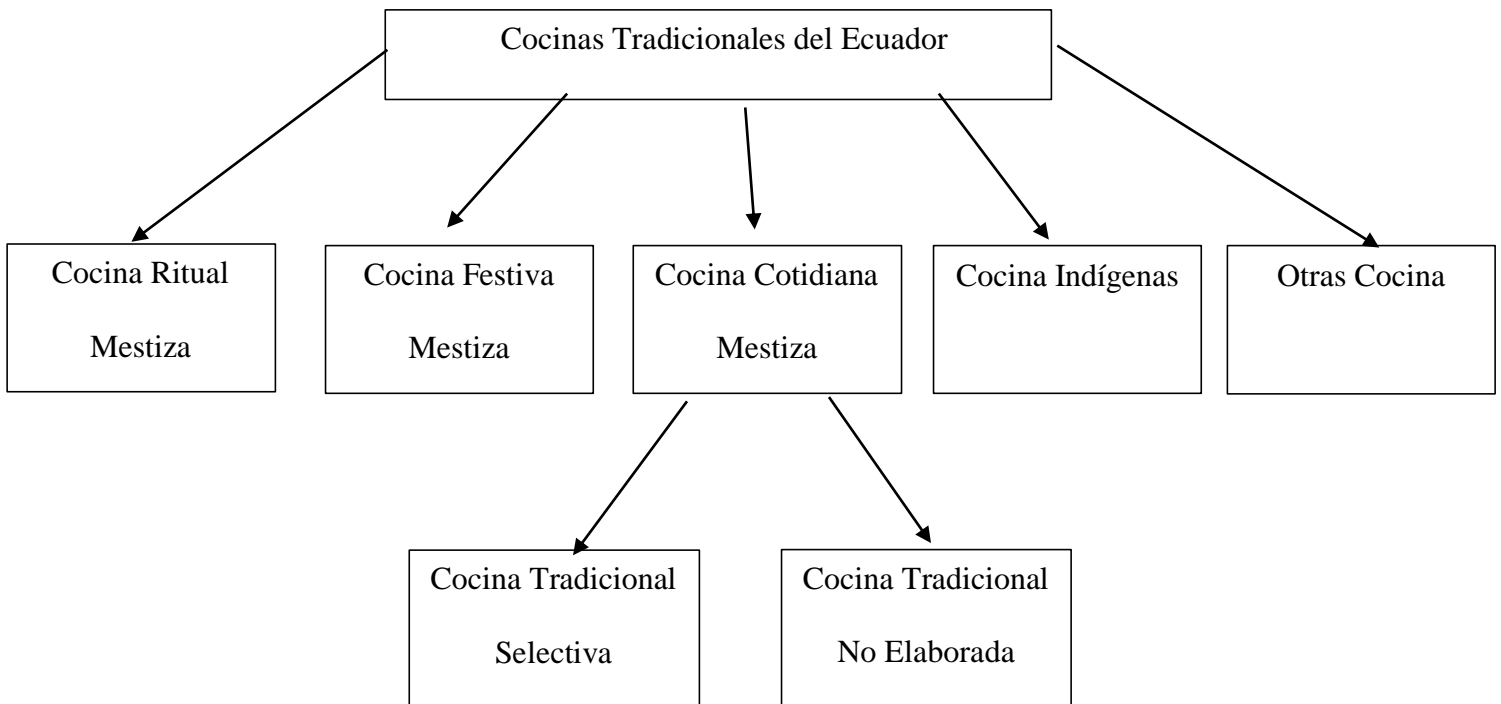 Cocinas Tradicionales del Ecuador
Cocina Ritual
Mestiza
Cocina Festiva
Mestiza
Cocina Cotidiana
Mestiza
Cocina Indígenas
Otras Cocina
Cocina Tradicional
Selectiva
Cocina Tradicional
No Elaborada